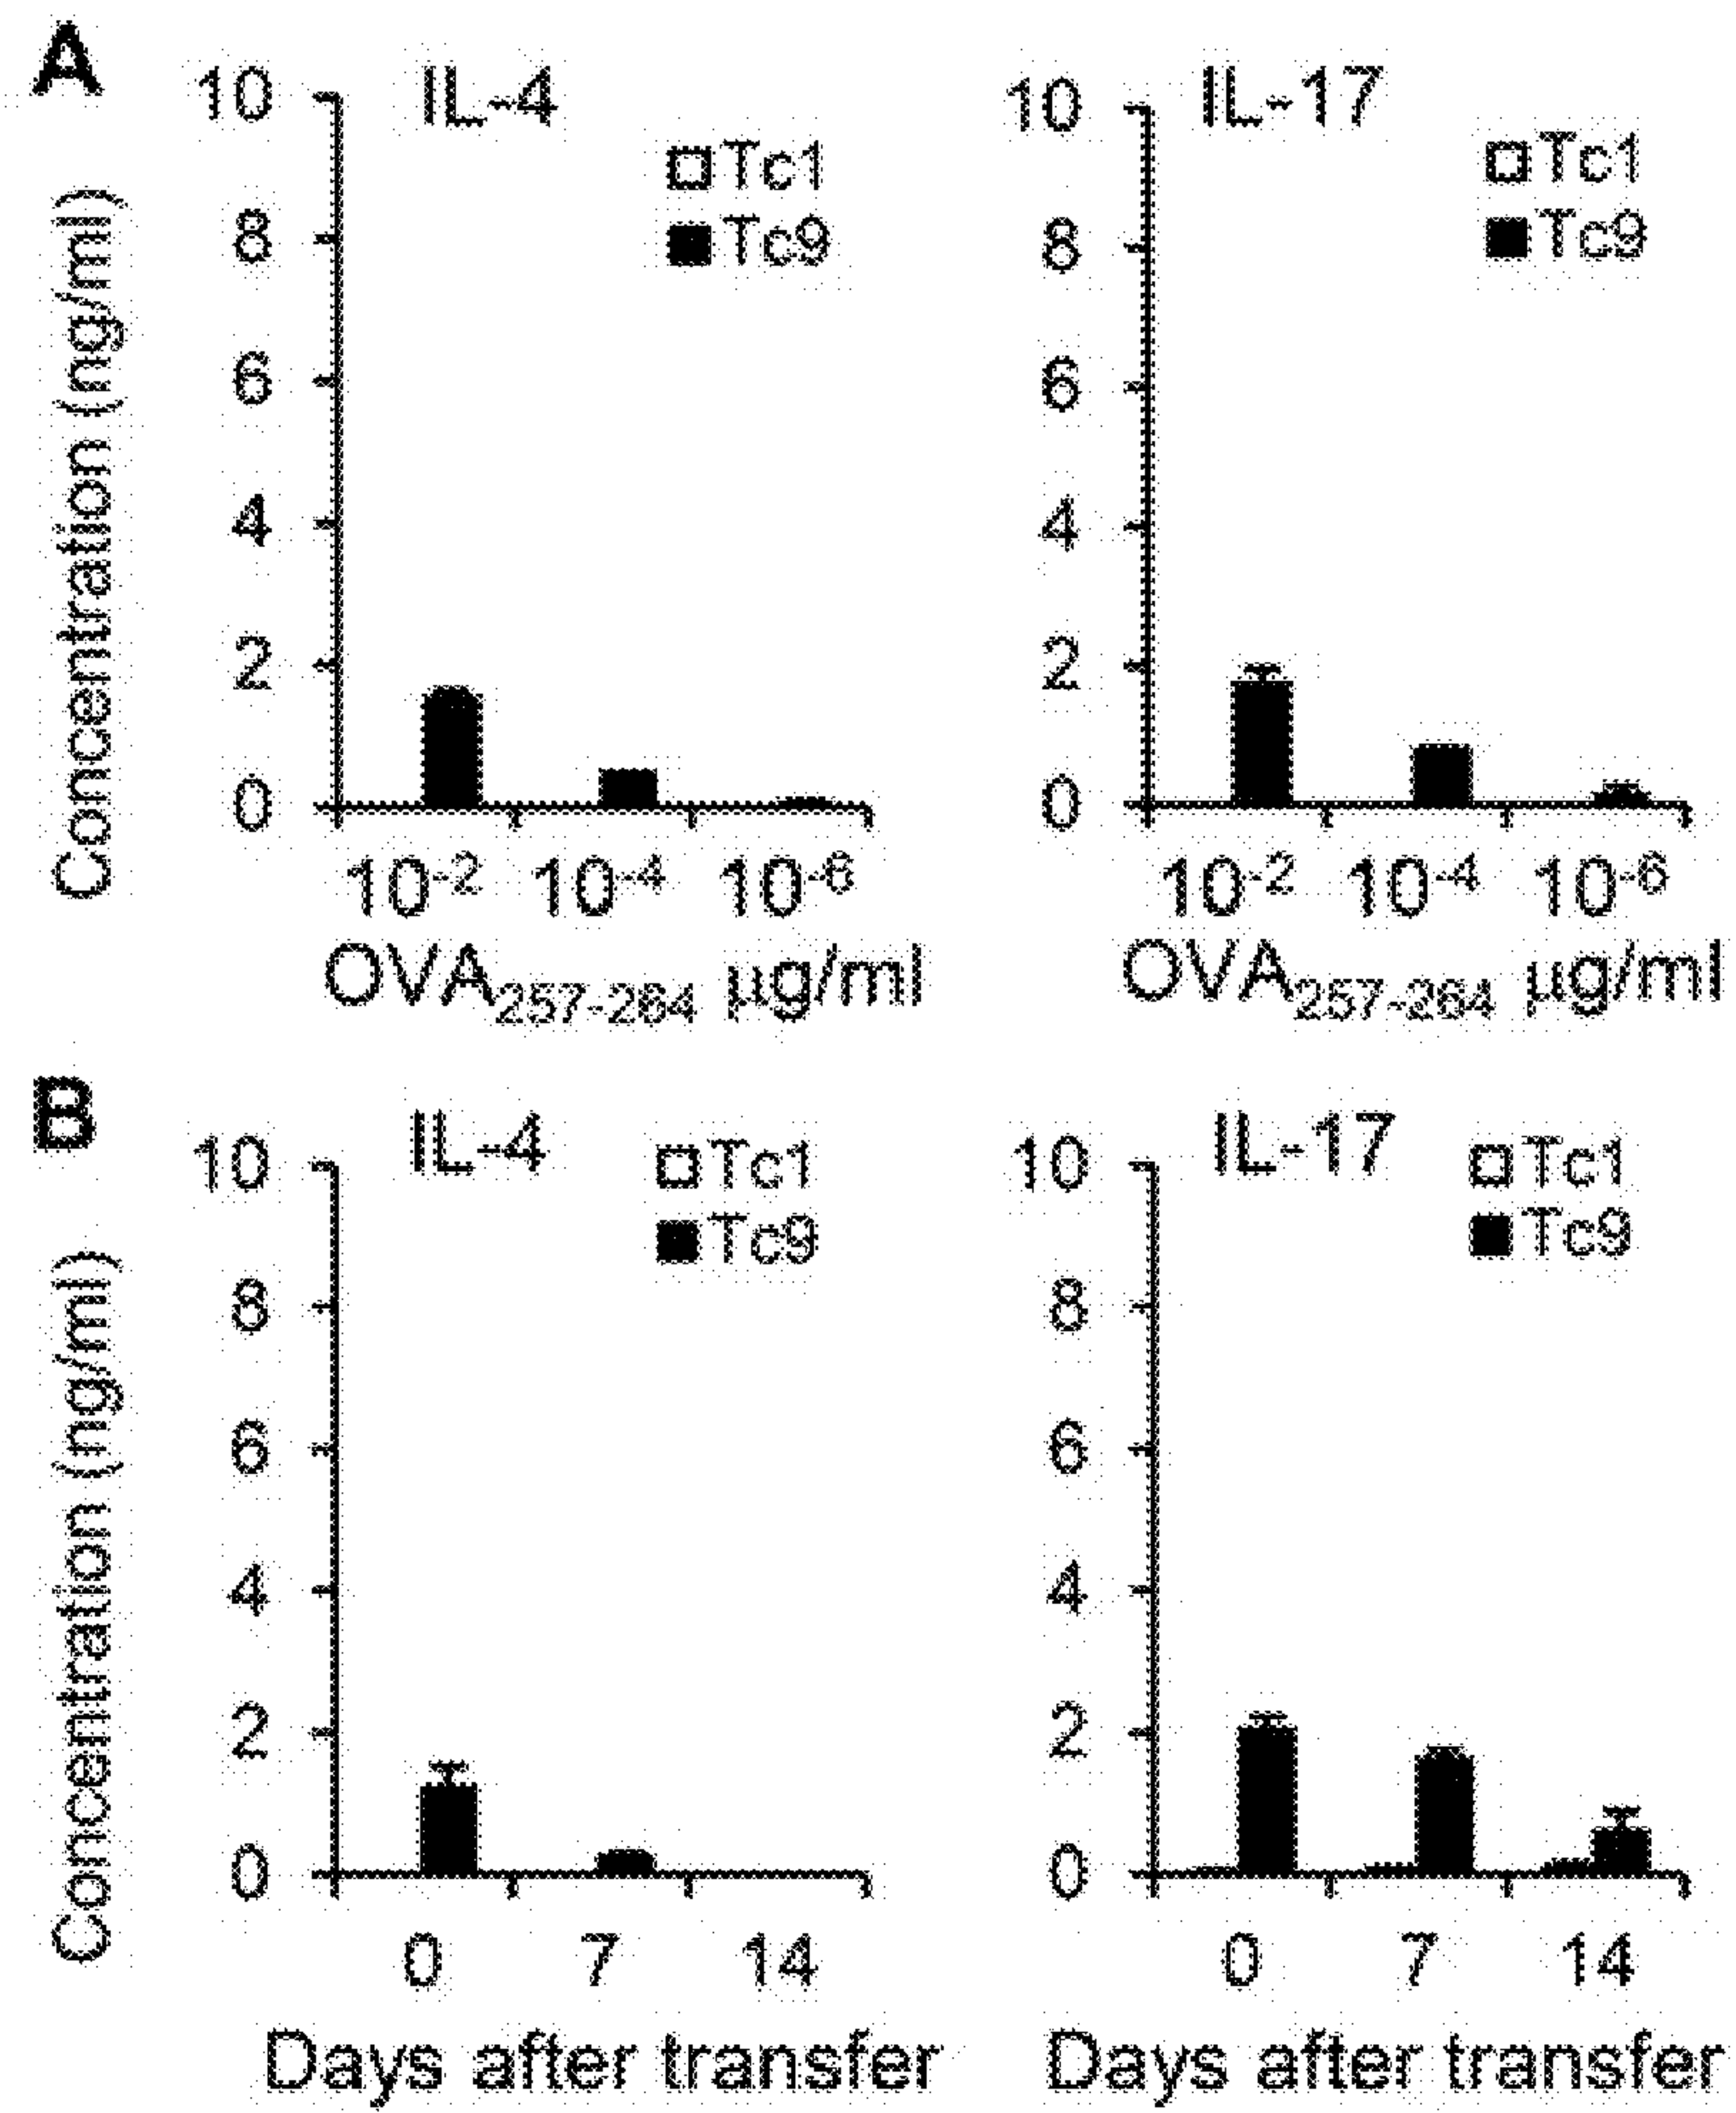 A
Concentration (ng/ml)
IL-4
Tc1
Tc9
10
8
6
4
2
0
10⁻² 10⁻⁴ 10⁻⁶
OVA₂₅₇₋₂₆₄ µg/ml
IL-17
Tc1
Tc9
10
8
6
4
2
0
10⁻² 10⁻⁴ 10⁻⁶
OVA₂₅₇₋₂₆₄ µg/ml
B
Concentration (ng/ml)
IL-4
Tc1
Tc9
10
8
6
4
2
0
0 7 14
Days after transfer
IL-17
Tc1
Tc9
10
8
6
4
2
0
0 7 14
Days after transfer